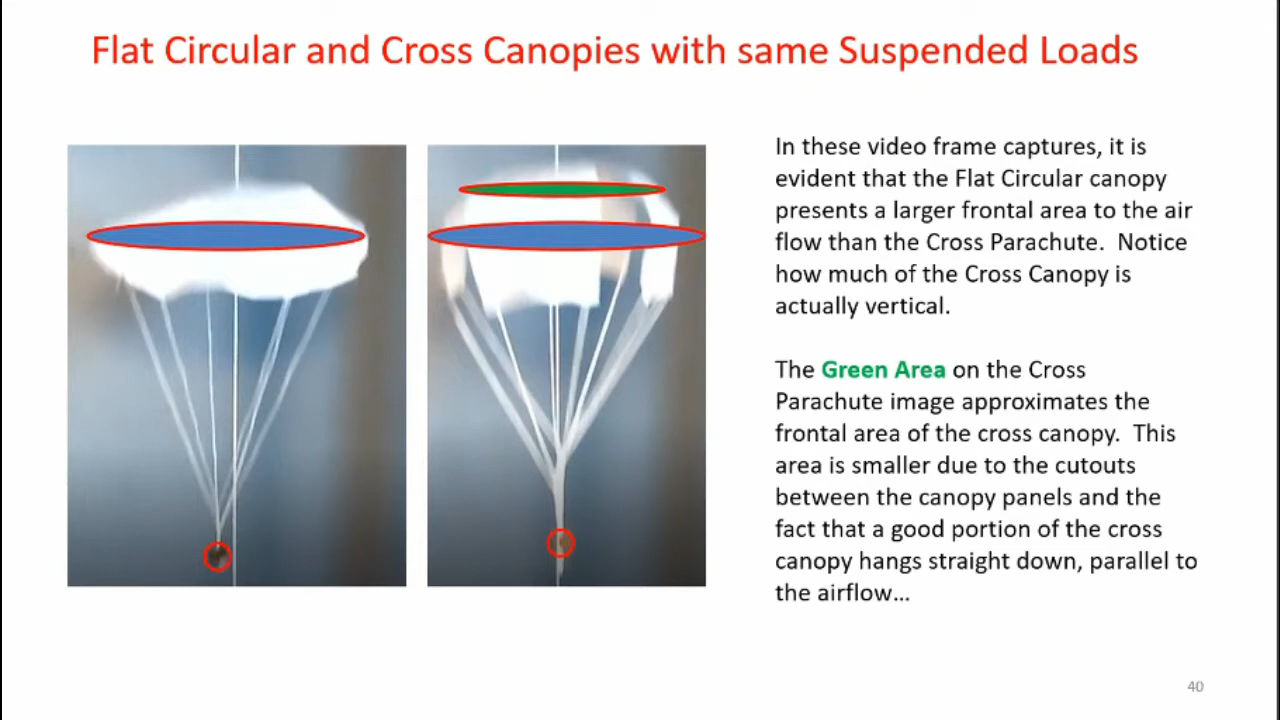 Flat Circular and Cross Canopies with same Suspended Loads
In these video frame captures, it is
evident that the Flat Circular canopy
presents a larger frontal area to the air
flow than the Cross Parachute.  Notice
how much of the Cross Canopy is
actually vertical.
The Green Area on the Cross
Parachute image approximates the
frontal area of the cross canopy.  This
area is smaller due to the cutouts
between the canopy panels and the
fact that a good portion of the cross
canopy hangs straight down, parallel to
the airflow…
40